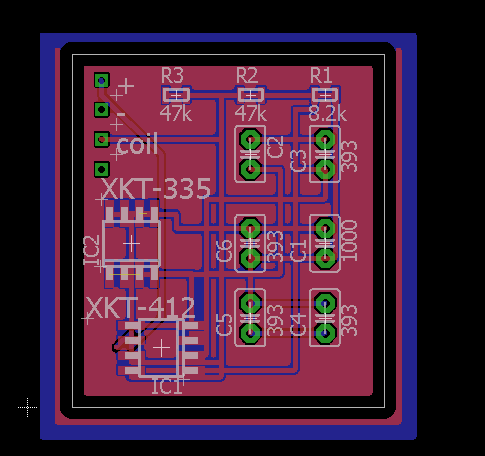 R3 R2 R1
+
47k 47k 8.2k
-
coil
C2 C3 393
XKT-335
IC2 C6 393 C1 1000
XKT-412
C5 393 C4 393
IC1